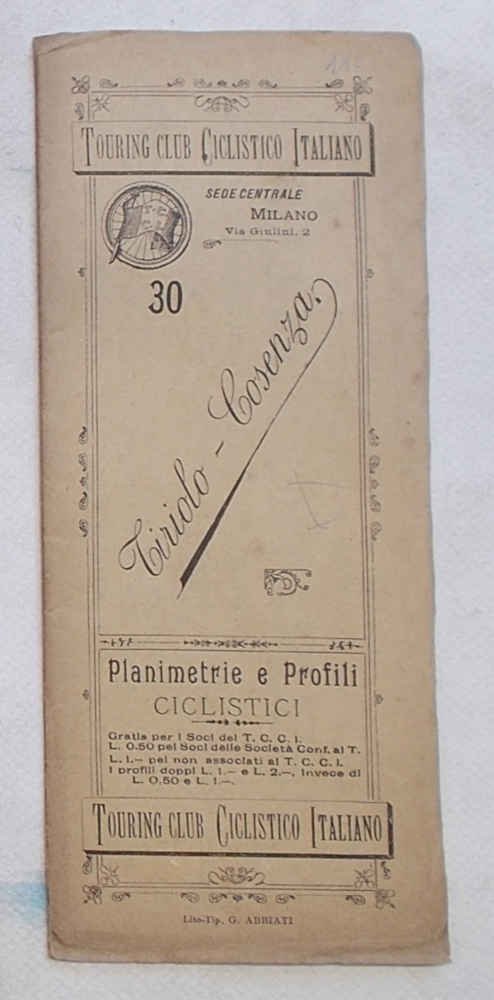 TOURING CLUB CICLISTICO ITALIANO
SEDE CENTRALE
MILANO
Via Giulini, 2
30
Tiriolo - Cosenza.
Planimetrie e Profili
CICLISTICI
Gratis per i Soci del T. C. C. I.
L. 0.50 pei Soci delle Società Conf. al T.
L. 1.— pei non associati al T. C. C. I.
I profili doppi L. 1.— e L. 2.—, invece di
L. 0,50 e L. 1.—.
TOURING CLUB CICLISTICO ITALIANO
Lito-Tip. G. ABBIATI